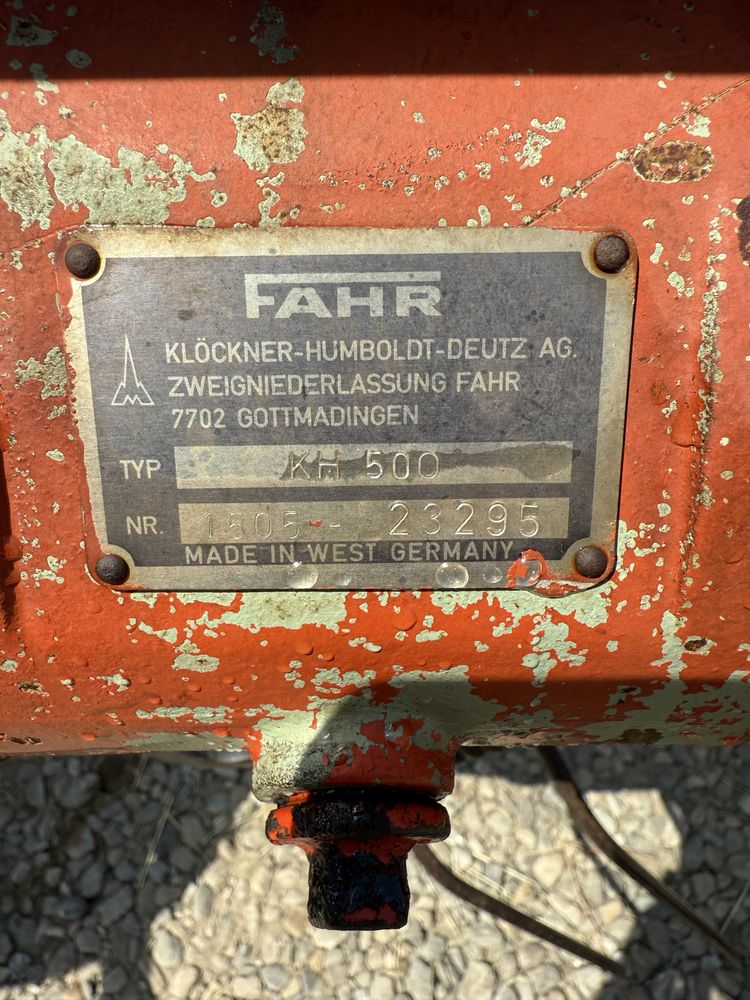 FAHR
KLÖCKNER-HUMBOLDT-DEUTZ AG.
ZWEIGNIEDERLASSUNG FAHR
7702 GOTTMADINGEN
TYP KH 500
NR. 1505-- 23295
MADE IN WEST GERMANY